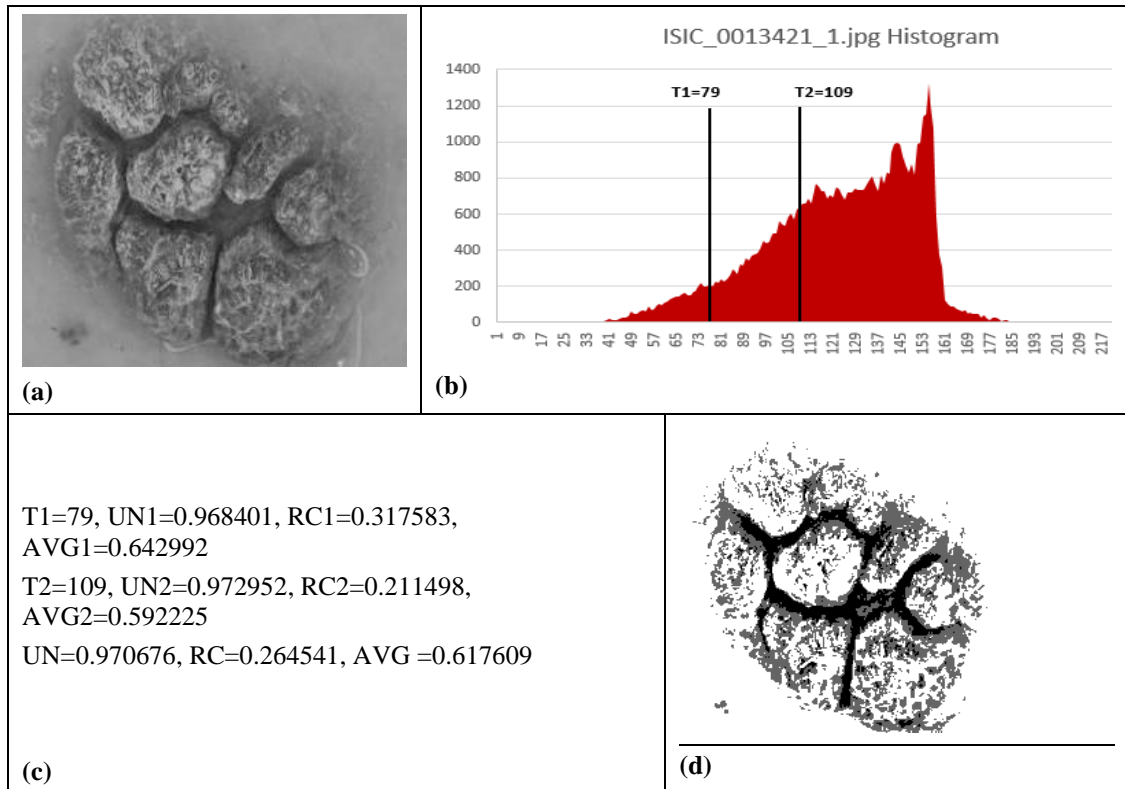 (a)
ISIC_0013421_1.jpg Histogram
1400
1200
1000
800
600
400
200
0
T1=79 T2=109
1 9 17 25 33 41 49 57 65 73 81 89 97 105 113 121 129 137 145 153 161 169 177 185 193 201 209 217
(b)
T1=79, UN1=0.968401, RC1=0.317583,
AVG1=0.642992
T2=109, UN2=0.972952, RC2=0.211498,
AVG2=0.592225
UN=0.970676, RC=0.264541, AVG =0.617609
(c)
(d)